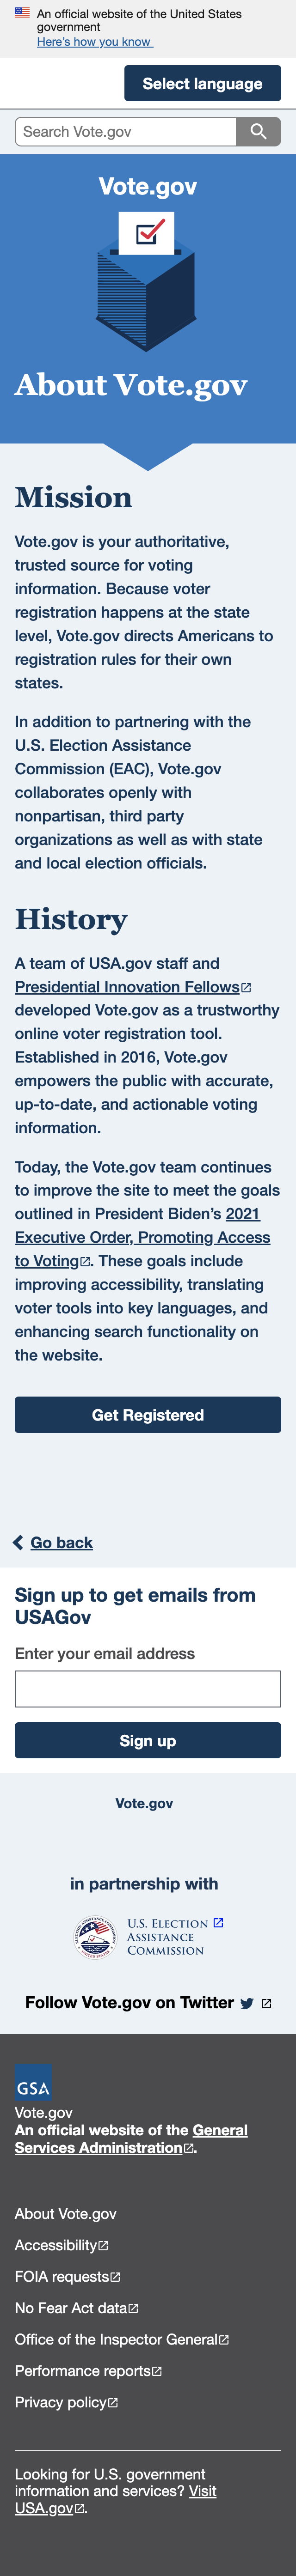 An official website of the United States
government
Here's how you know
Select language
Search Vote.gov
Vote.gov
About Vote.gov
Mission
Vote.gov is your authoritative,
trusted source for voting
information. Because voter
registration happens at the state
level, Vote.gov directs Americans to
registration rules for their own
states.
In addition to partnering with the
U.S. Election Assistance
Commission (EAC), Vote.gov
collaborates openly with
nonpartisan, third party
organizations as well as with state
and local election officials.
History
A team of USA.gov staff and
Presidential Innovation Fellows
developed Vote.gov as a trustworthy
online voter registration tool.
Established in 2016, Vote.gov
empowers the public with accurate,
up-to-date, and actionable voting
information.
Today, the Vote.gov team continues
to improve the site to meet the goals
outlined in President Biden's 2021
Executive Order, Promoting Access
to Voting. These goals include
improving accessibility, translating
voter tools into key languages, and
enhancing search functionality on
the website.
Get Registered
Go back
Sign up to get emails from
USAGov
Enter your email address
Sign up
Vote.gov
in partnership with
U.S. ELECTION
ASSISTANCE
COMMISSION
Follow Vote.gov on Twitter
GSA
Vote.gov
An official website of the General
Services Administration.
About Vote.gov
Accessibility
FOIA requests
No Fear Act data
Office of the Inspector General
Performance reports
Privacy policy
Looking for U.S. government
information and services? Visit
USA.gov.